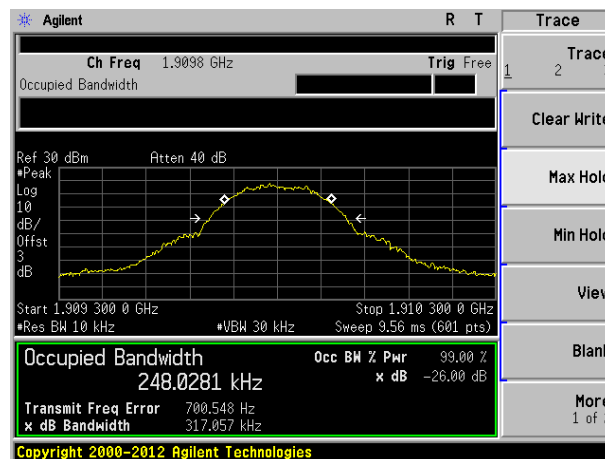 Agilent R T Trace
Ch Freq 1.9098 GHz Trig Free
Occupied Bandwidth
Trace
1 2
Clear Write
Max Hold
Min Hold
View
Blank
More
1 of
Ref 30 dBm Atten 40 dB
#Peak
Log
10
dB/
Offst
3
dB
Start 1.909 300 0 GHz Stop 1.910 300 0 GHz
#Res BW 10 kHz #VBW 30 kHz Sweep 9.56 ms (601 pts)
Occupied Bandwidth Occ BW % Pwr 99.00 %
248.0281 kHz x dB -26.00 dB
Transmit Freq Error 700.548 Hz
x dB Bandwidth 317.057 kHz
Copyright 2000-2012 Agilent Technologies